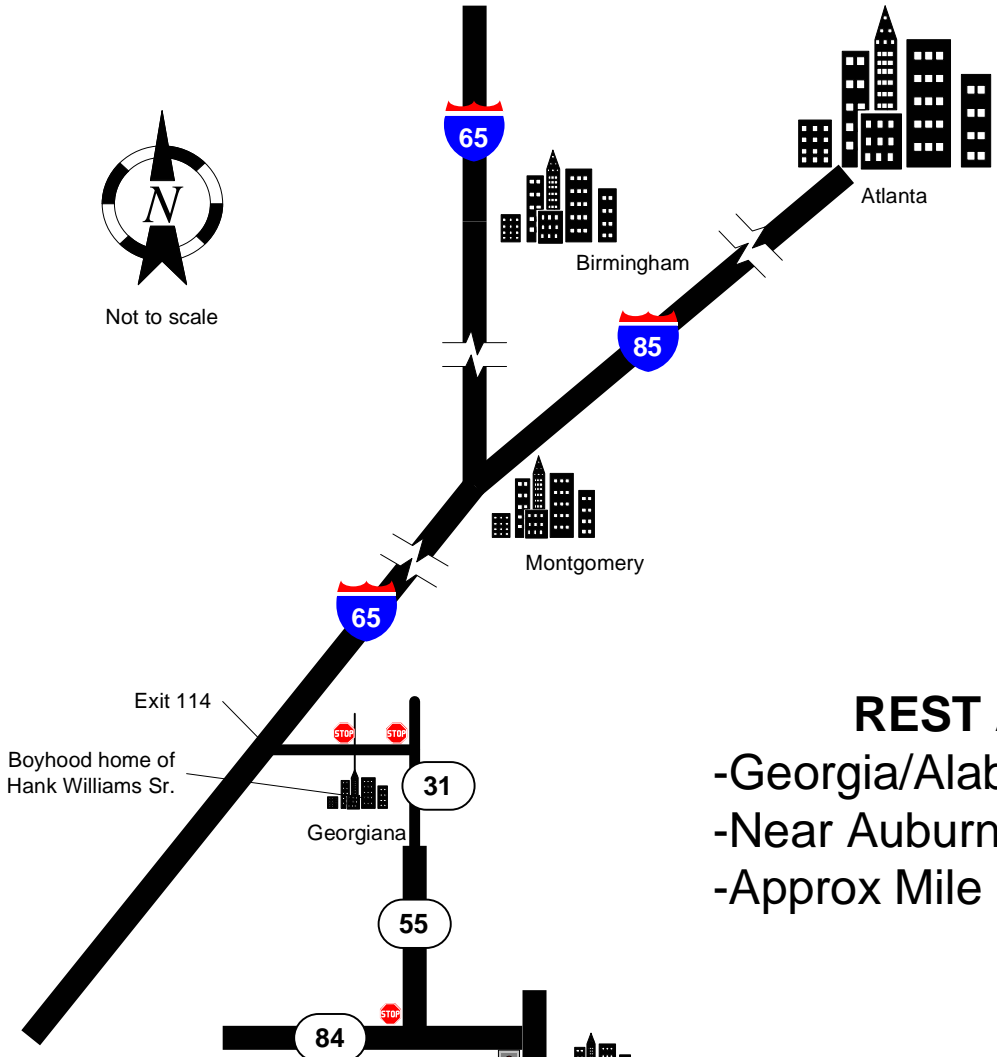 65
Atlanta
Birmingham
N
Not to scale
85
Montgomery
65
Exit 114
STOP
STOP
Boyhood home of
Hank Williams Sr.
31
Georgiana
REST
-Georgia/Alab
-Near Auburn
-Approx Mile
55
STOP
84